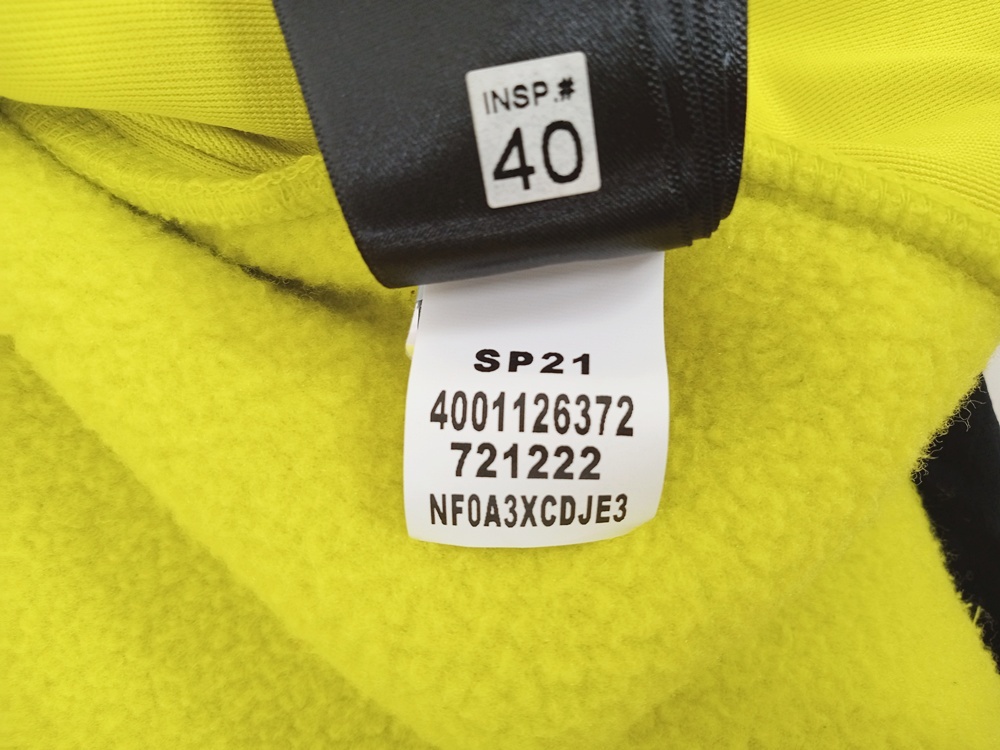 INSP.#
40
SP21
4001126372
721222
NF0A3XCDJE3